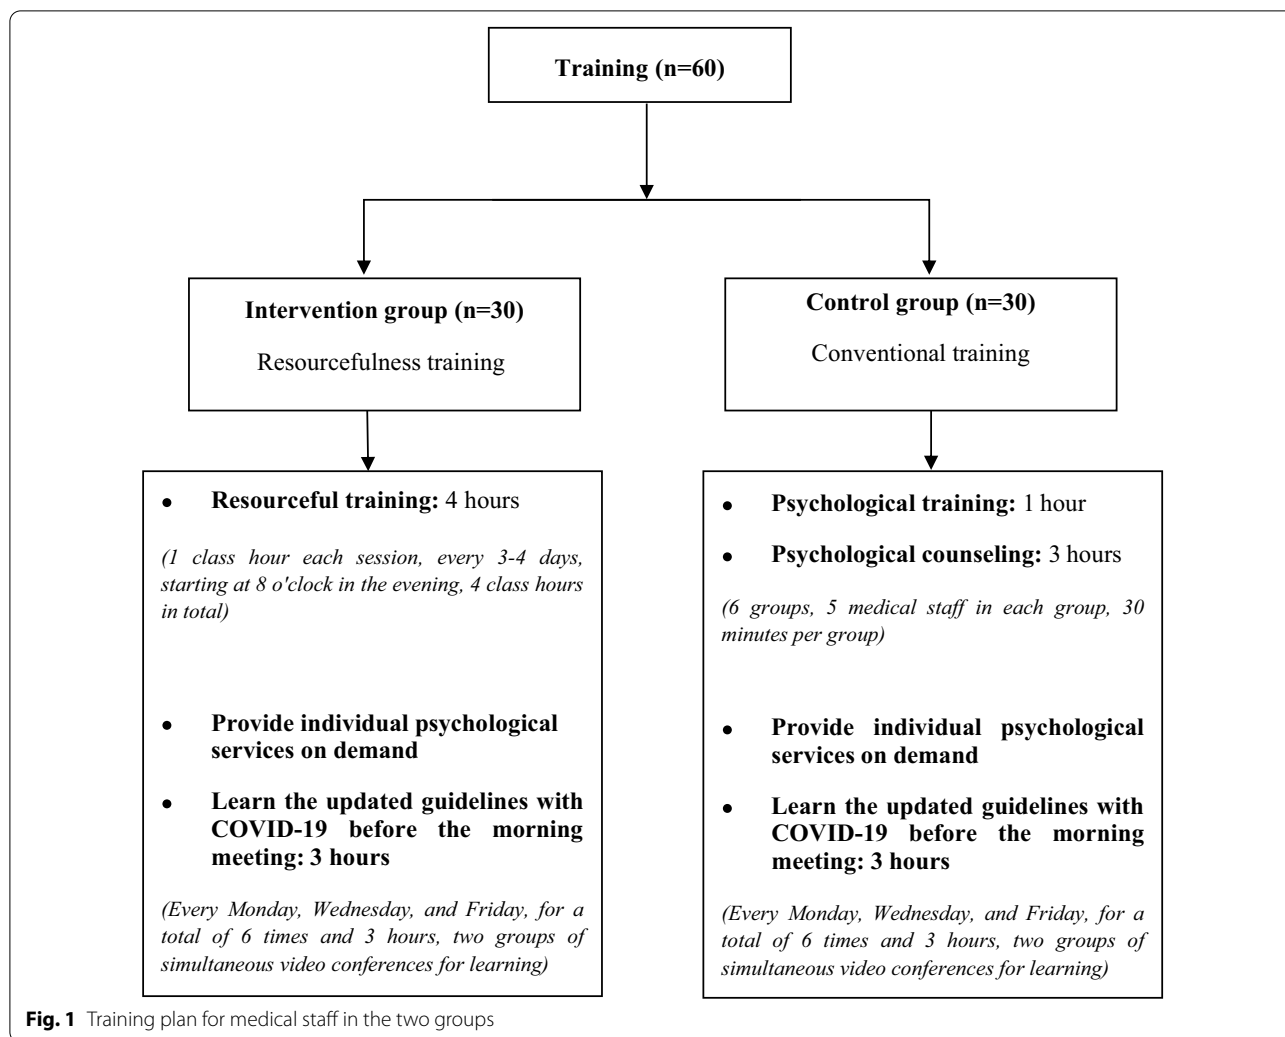 Training (n=60)
Intervention group (n=30)
Resourcefulness training
Control group (n=30)
Conventional training
● Resourceful training: 4 hours
(1 class hour each session, every 3-4 days,
starting at 8 o'clock in the evening, 4 class hours
in total)
● Provide individual psychological
services on demand
● Learn the updated guidelines with
COVID-19 before the morning
meeting: 3 hours
(Every Monday, Wednesday, and Friday, for a
total of 6 times and 3 hours, two groups of
simultaneous video conferences for learning)
● Psychological training: 1 hour
● Psychological counseling: 3 hours
(6 groups, 5 medical staff in each group, 30
minutes per group)
● Provide individual psychological
services on demand
● Learn the updated guidelines with
COVID-19 before the morning
meeting: 3 hours
(Every Monday, Wednesday, and Friday, for a
total of 6 times and 3 hours, two groups of
simultaneous video conferences for learning)
Fig. 1 Training plan for medical staff in the two groups